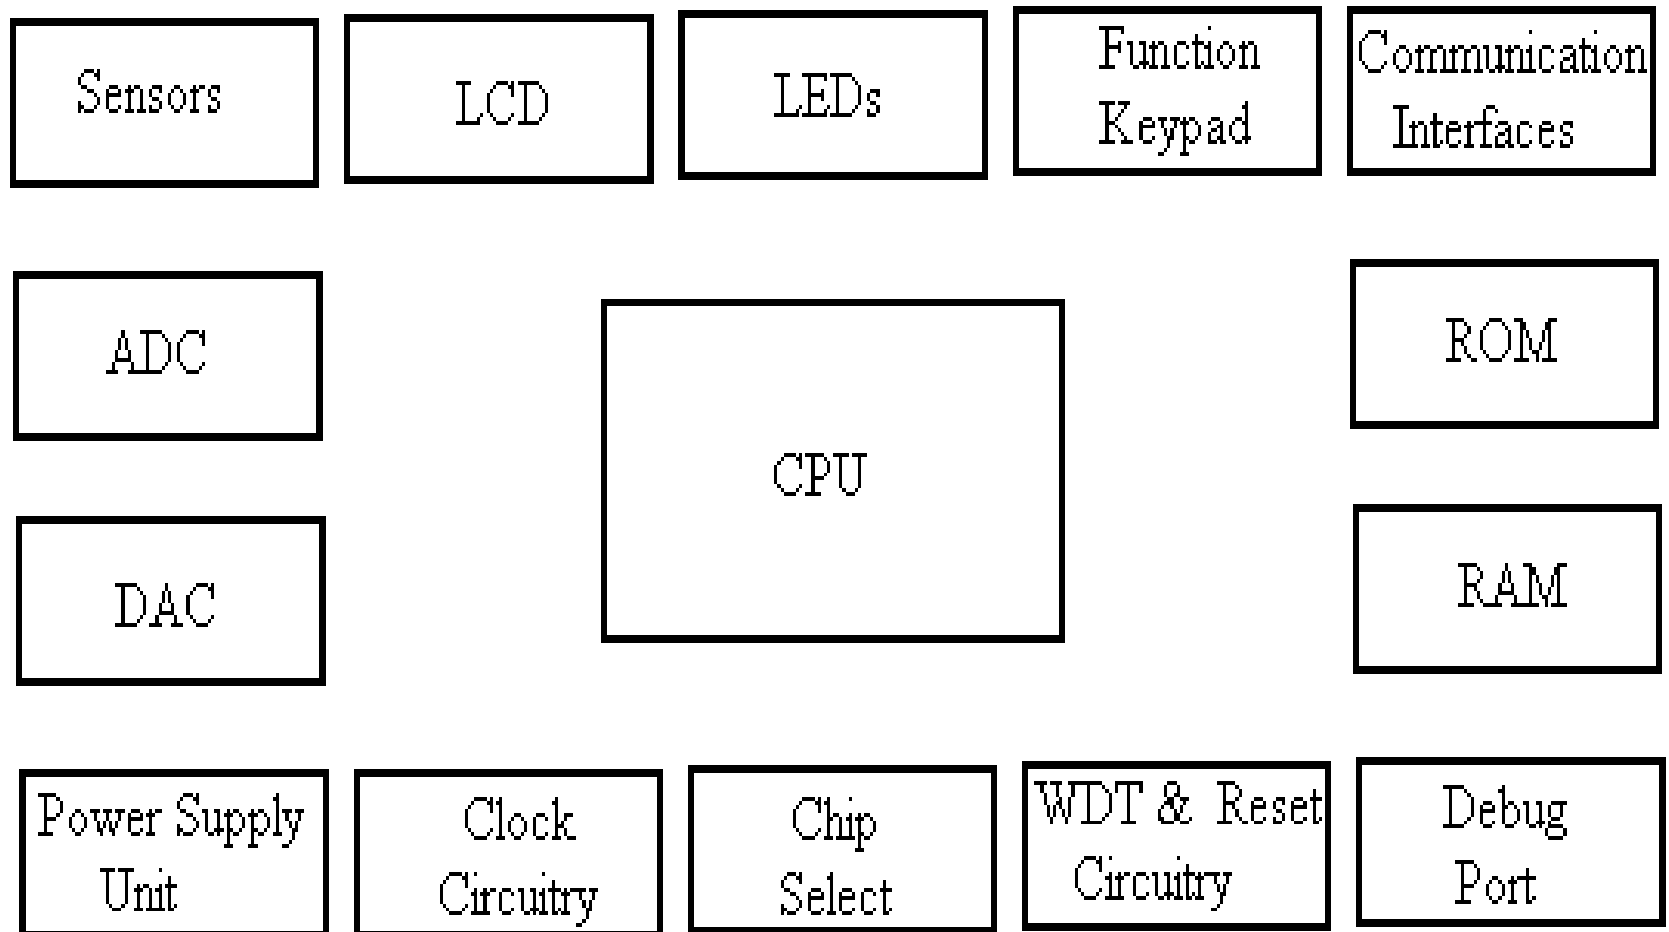 Sensors
LCD
LEDs
Function
Keypad
Communication
Interfaces
ADC
CPU
ROM
DAC
RAM
Power Supply
Unit
Clock
Circuitry
Chip
Select
WDT & Reset
Circuitry
Debug
Port